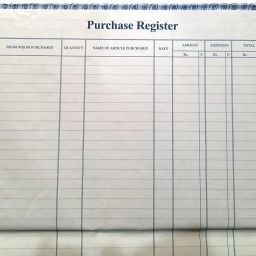 Purchase Register
FROM WHOM PURCHASED QUANTITY NAME OF ARTICLE PURCHASED RATE AMOUNT EXPENSES TOTAL
Rs. P. Rs. P. Rs.